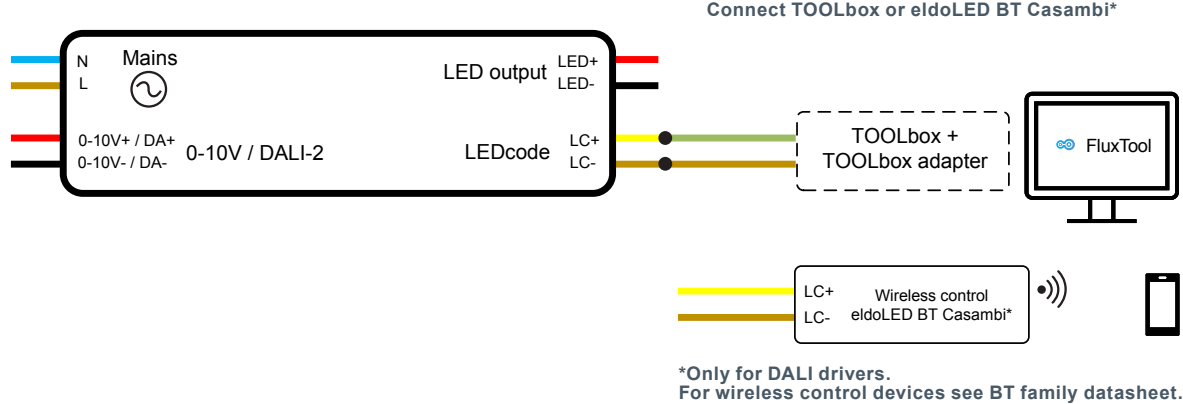 Connect TOOLbox or eldoLED BT Casambi*
N
L
Mains
LED output
LED+
LED-
0-10V+ / DA+
0-10V- / DA-
0-10V / DALI-2
LEDcode
LC+
LC-
TOOLbox +
TOOLbox adapter
FluxTool
LC+
LC-
Wireless control
eldoLED BT Casambi*
*Only for DALI drivers.
For wireless control devices see BT family datasheet.